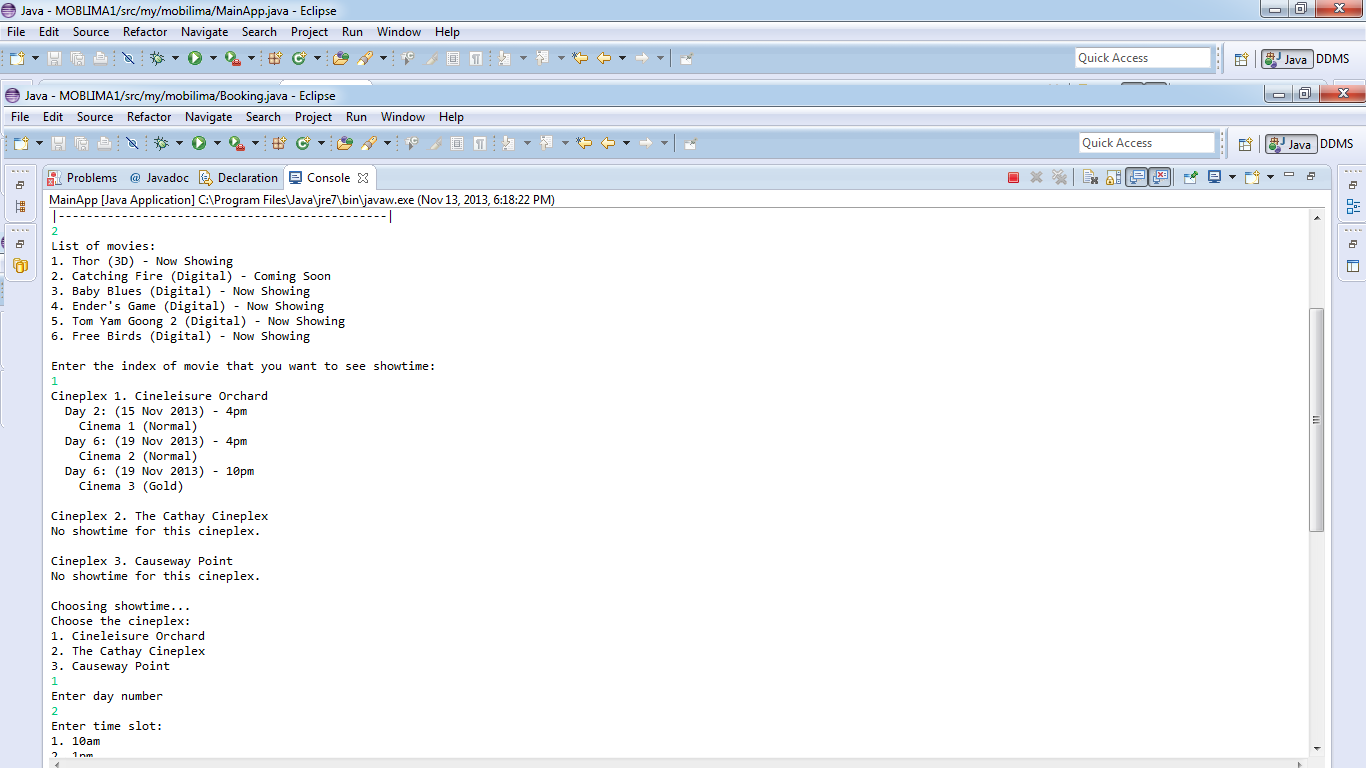 Java - MOBLIMA1/src/my/mobilima/MainApp.java - Eclipse
File Edit Source Refactor Navigate Search Project Run Window Help
Quick Access Java DDMS
Java - MOBLIMA1/src/my/mobilima/Booking.java - Eclipse
File Edit Source Refactor Navigate Search Project Run Window Help
Quick Access Java DDMS
Problems @ Javadoc Declaration Console
MainApp [Java Application] C:\Program Files\Java\jre7\bin\javaw.exe (Nov 13, 2013, 6:18:22 PM)
|-----------------------------------------------|
2
List of movies:
1. Thor (3D) - Now Showing
2. Catching Fire (Digital) - Coming Soon
3. Baby Blues (Digital) - Now Showing
4. Ender's Game (Digital) - Now Showing
5. Tom Yam Goong 2 (Digital) - Now Showing
6. Free Birds (Digital) - Now Showing
Enter the index of movie that you want to see showtime:
1
Cineplex 1. Cineleisure Orchard
Day 2: (15 Nov 2013) - 4pm
Cinema 1 (Normal)
Day 6: (19 Nov 2013) - 4pm
Cinema 2 (Normal)
Day 6: (19 Nov 2013) - 10pm
Cinema 3 (Gold)
Cineplex 2. The Cathay Cineplex
No showtime for this cineplex.
Cineplex 3. Causeway Point
No showtime for this cineplex.
Choosing showtime...
Choose the cineplex:
1. Cineleisure Orchard
2. The Cathay Cineplex
3. Causeway Point
1
Enter day number
2
Enter time slot:
1. 10am
2. 1pm